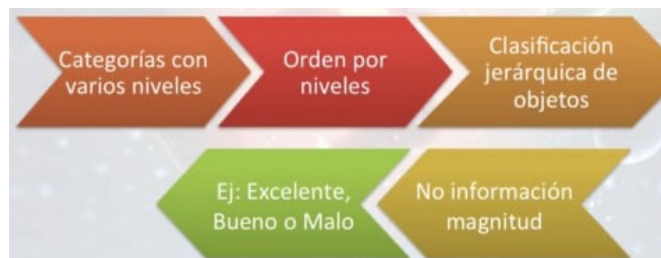 Categorías con
varios niveles
Orden por
niveles
Clasificación
jerárquica de
objetos
No información
magnitud
Ej: Excelente,
Bueno o Malo